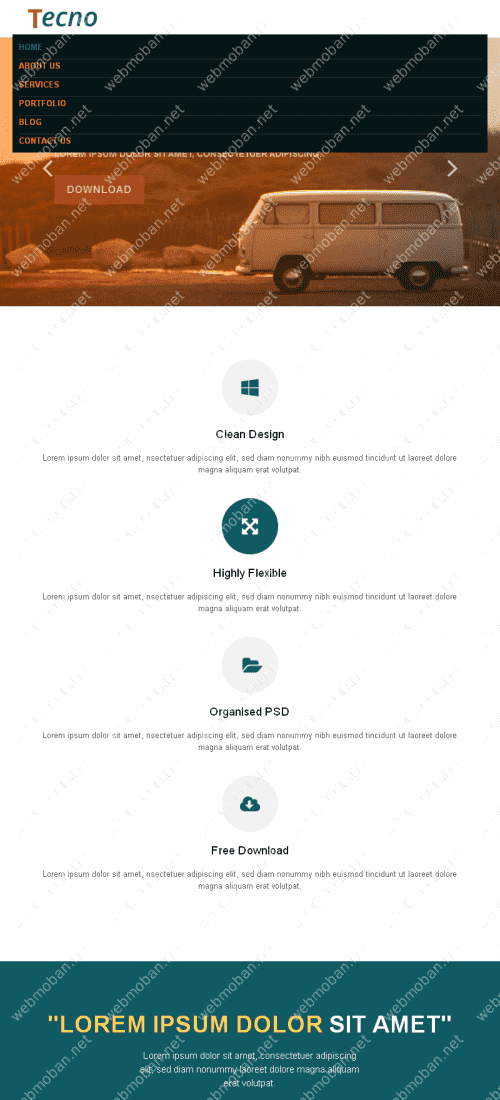 Tecno
HOME
ABOUT US
SERVICES
PORTFOLIO
BLOG
CONTACT US
LOREM IPSUM DOLOR SIT AMET, CONSECTETUER ADIPISCING.
DOWNLOAD
Clean Design
Lorem ipsum dolor sit amet, nsectetuer adipiscing elit, sed diam nonummy nibh euismod tincidunt ut laoreet dolore
magna aliquam erat volutpat.
Highly Flexible
Lorem ipsum dolor sit amet, nsectetuer adipiscing elit, sed diam nonummy nibh euismod tincidunt ut laoreet dolore
magna aliquam erat volutpat.
Organised PSD
Lorem ipsum dolor sit amet, nsectetuer adipiscing elit, sed diam nonummy nibh euismod tincidunt ut laoreet dolore
magna aliquam erat volutpat.
Free Download
Lorem ipsum dolor sit amet, nsectetuer adipiscing elit, sed diam nonummy nibh euismod tincidunt ut laoreet dolore
magna aliquam erat volutpat.
"LOREM IPSUM DOLOR SIT AMET"
Lorem ipsum dolor sit amet, consectetuer adipiscing
elit, sed diam nonummy nibh euismod tincidunt ut laoreet dolore magna aliquam
erat volutpat.
webmoban.net